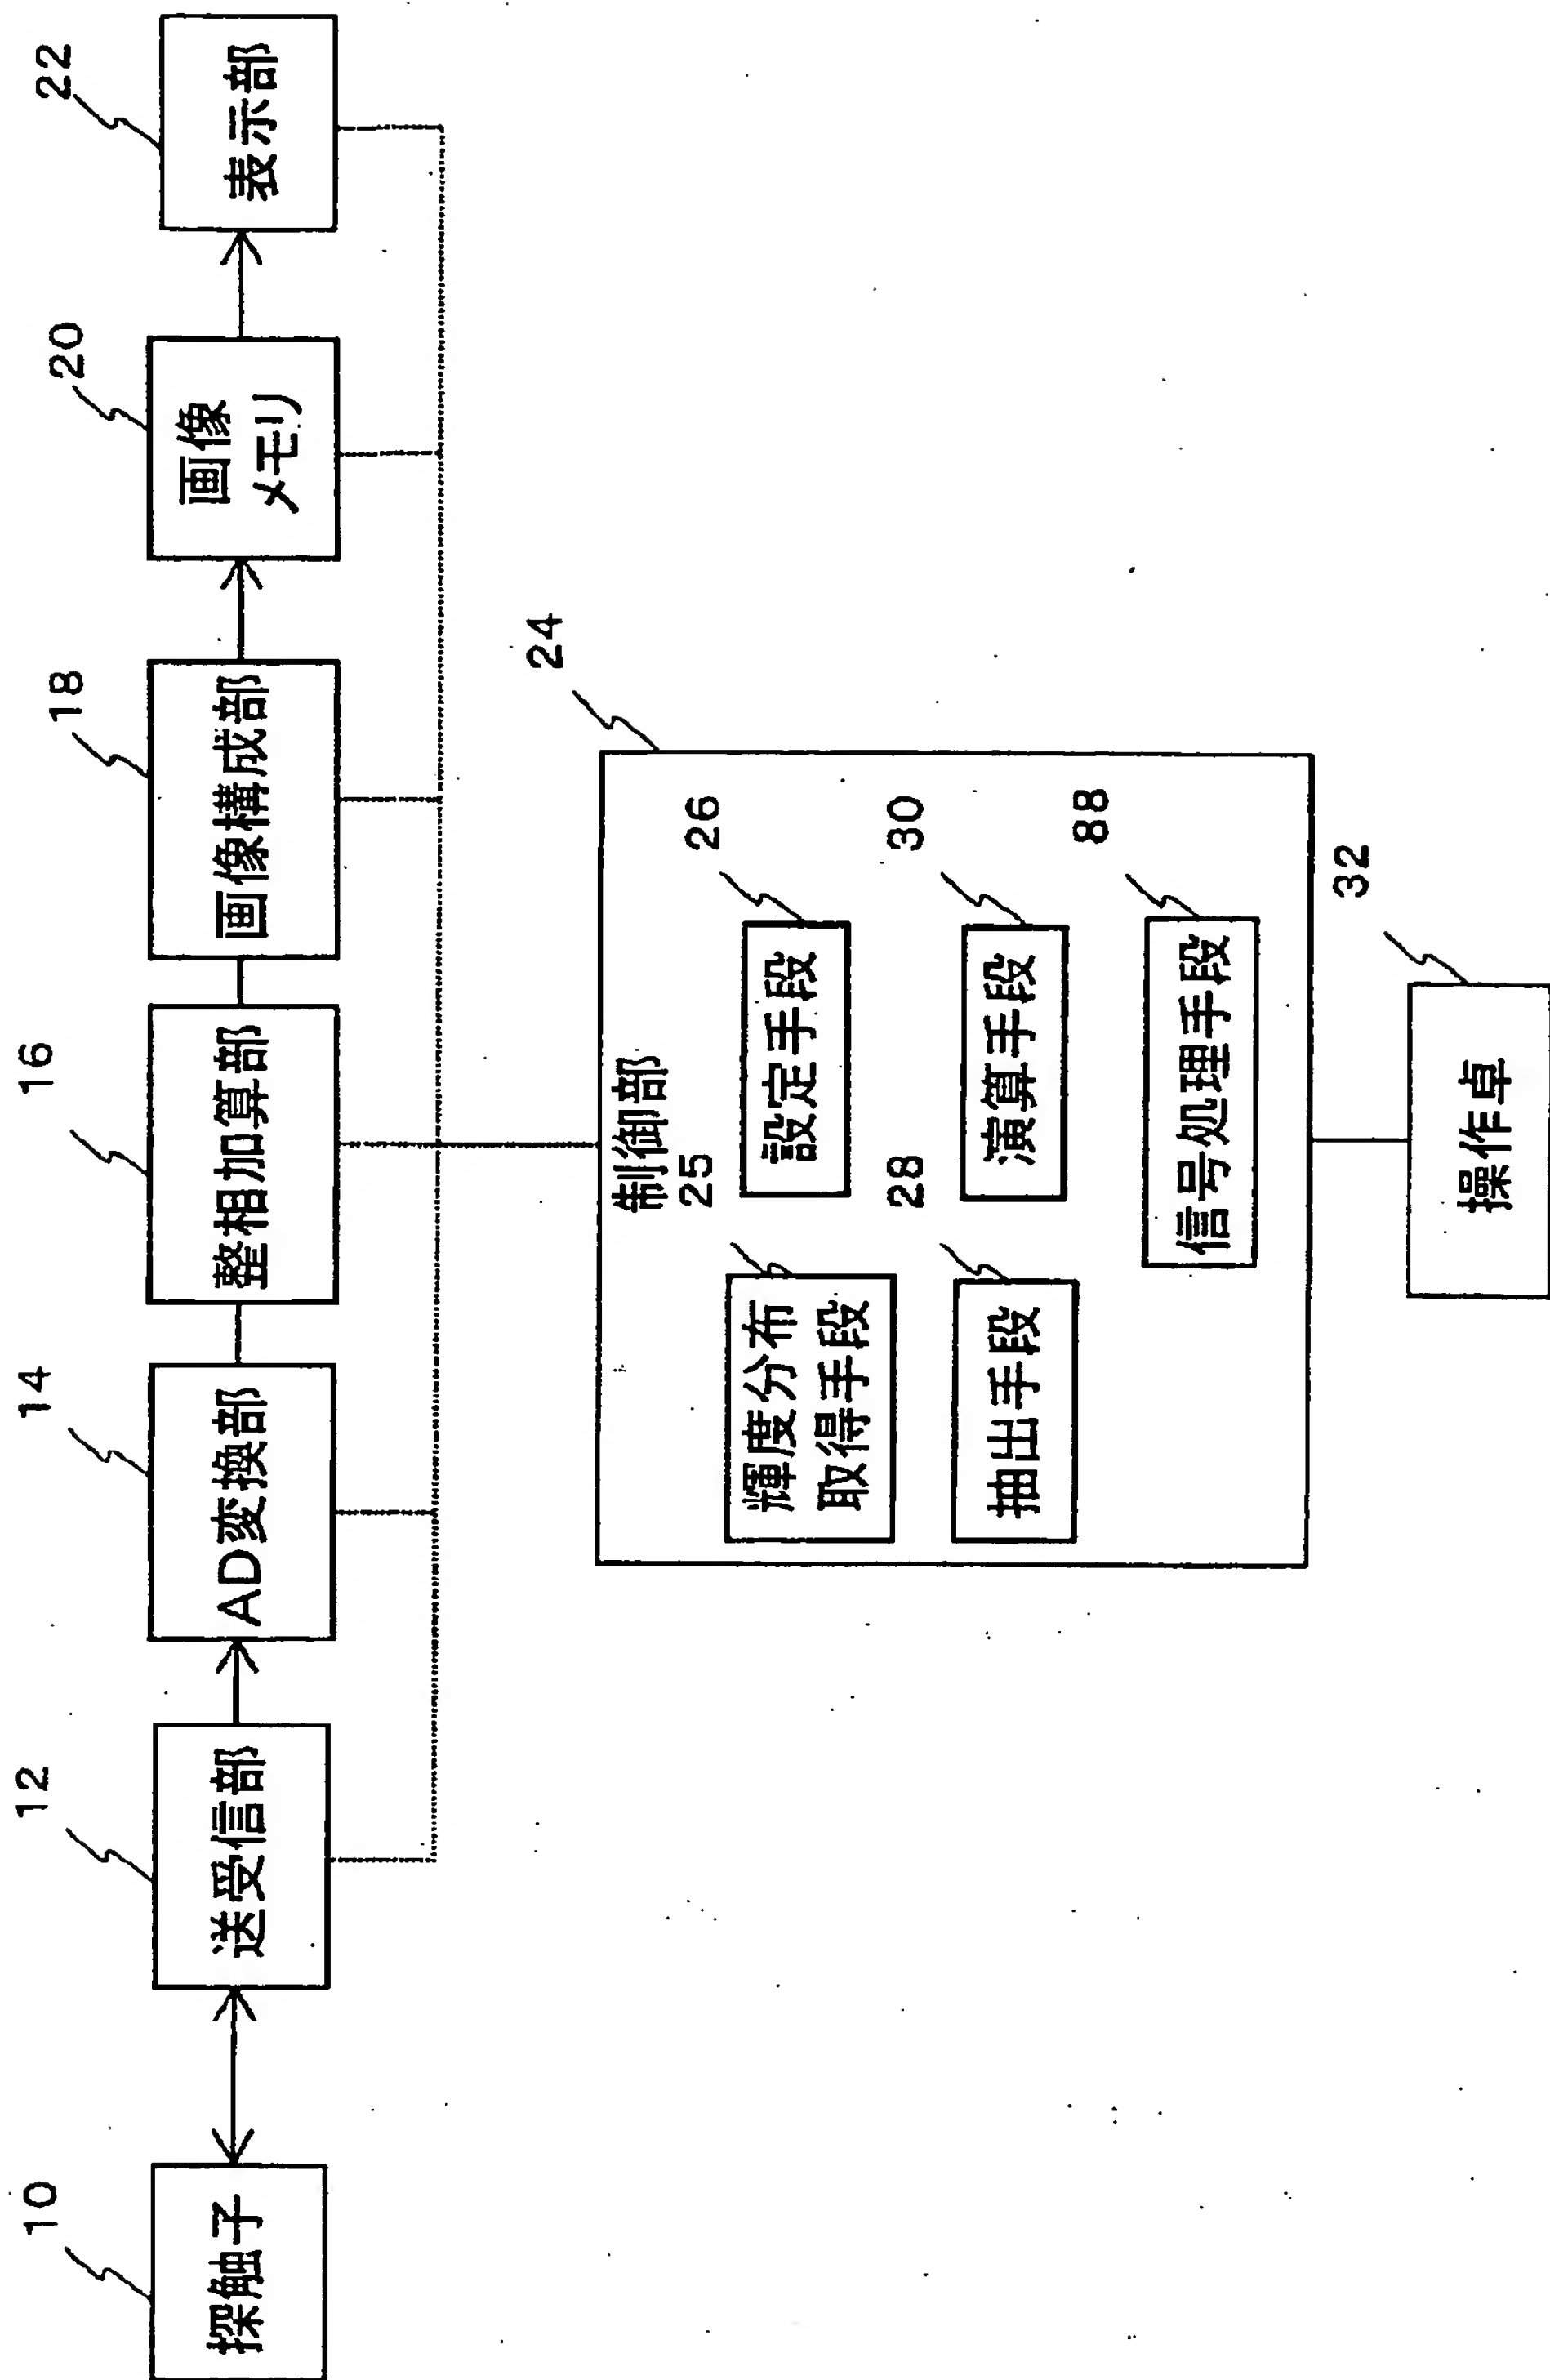 10
探触子
12
送受信部
14
AD変換部
16
整相加算部
18
画像構成部
20
画像
メモリ
22
表示部
24
制御部
25
輝度分布
取得手段
26
設定手段
28
抽出手段
30
演算手段
88
信号処理手段
32
操作卓